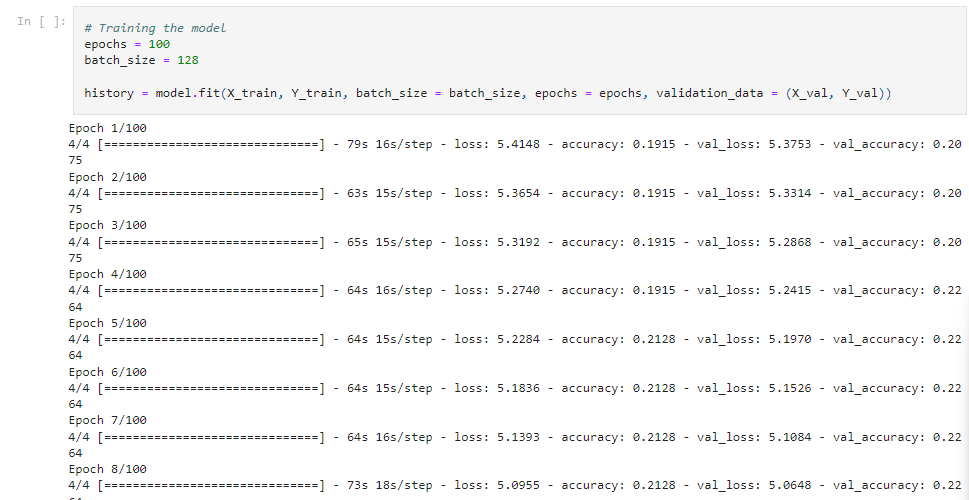 In [ ]:
# Training the model
epochs = 100
batch_size = 128
history = model.fit(X_train, Y_train, batch_size = batch_size, epochs = epochs, validation_data = (X_val, Y_val))
Epoch 1/100
4/4 [==============================] - 79s 16s/step - loss: 5.4148 - accuracy: 0.1915 - val_loss: 5.3753 - val_accuracy: 0.20
75
Epoch 2/100
4/4 [==============================] - 63s 15s/step - loss: 5.3654 - accuracy: 0.1915 - val_loss: 5.3314 - val_accuracy: 0.20
75
Epoch 3/100
4/4 [==============================] - 65s 15s/step - loss: 5.3192 - accuracy: 0.1915 - val_loss: 5.2868 - val_accuracy: 0.20
75
Epoch 4/100
4/4 [==============================] - 64s 16s/step - loss: 5.2740 - accuracy: 0.1915 - val_loss: 5.2415 - val_accuracy: 0.22
64
Epoch 5/100
4/4 [==============================] - 64s 15s/step - loss: 5.2284 - accuracy: 0.2128 - val_loss: 5.1970 - val_accuracy: 0.22
64
Epoch 6/100
4/4 [==============================] - 64s 15s/step - loss: 5.1836 - accuracy: 0.2128 - val_loss: 5.1526 - val_accuracy: 0.22
64
Epoch 7/100
4/4 [==============================] - 64s 16s/step - loss: 5.1393 - accuracy: 0.2128 - val_loss: 5.1084 - val_accuracy: 0.22
64
Epoch 8/100
4/4 [==============================] - 73s 18s/step - loss: 5.0955 - accuracy: 0.2128 - val_loss: 5.0648 - val_accuracy: 0.22